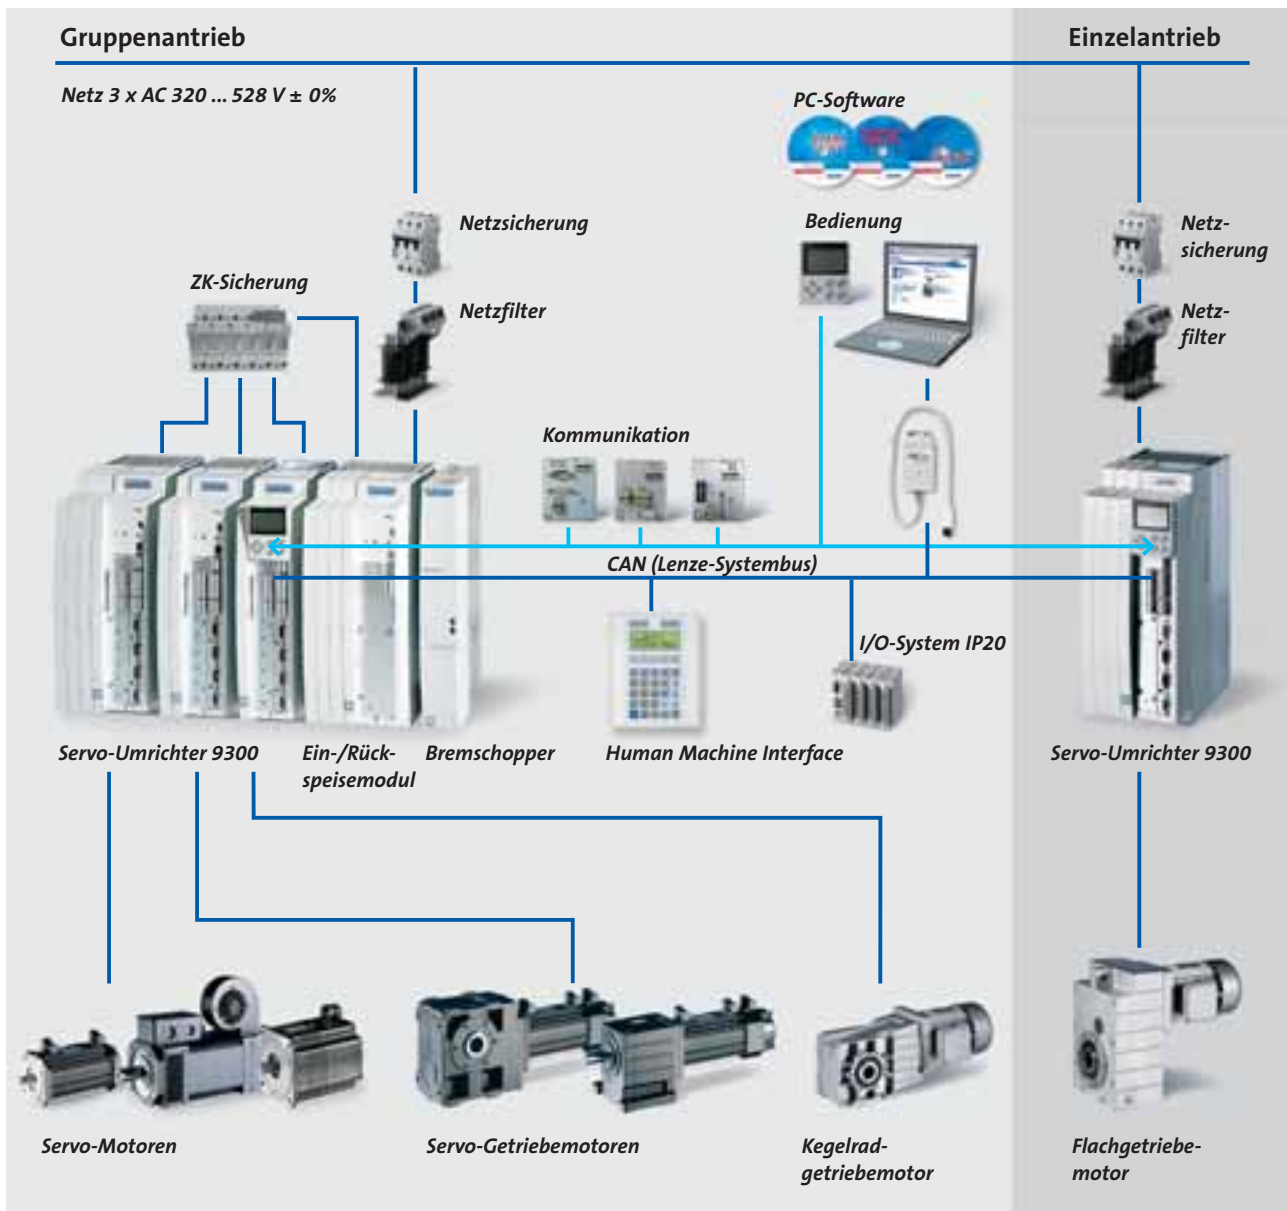 Gruppenantrieb
Einzelantrieb
Netz 3 x AC 320 ... 528 V ± 0%
PC-Software
Netzsicherung
Bedienung
Netz-
sicherung
ZK-Sicherung
Netzfilter
Netz-
filter
Kommunikation
CAN (Lenze-Systembus)
I/O-System IP20
Servo-Umrichter 9300
Ein-/Rück-
speisemodul
Bremschopper
Human Machine Interface
Servo-Umrichter 9300
Servo-Motoren
Servo-Getriebemotoren
Kegelrad-
getriebemotor
Flachgetriebe-
motor